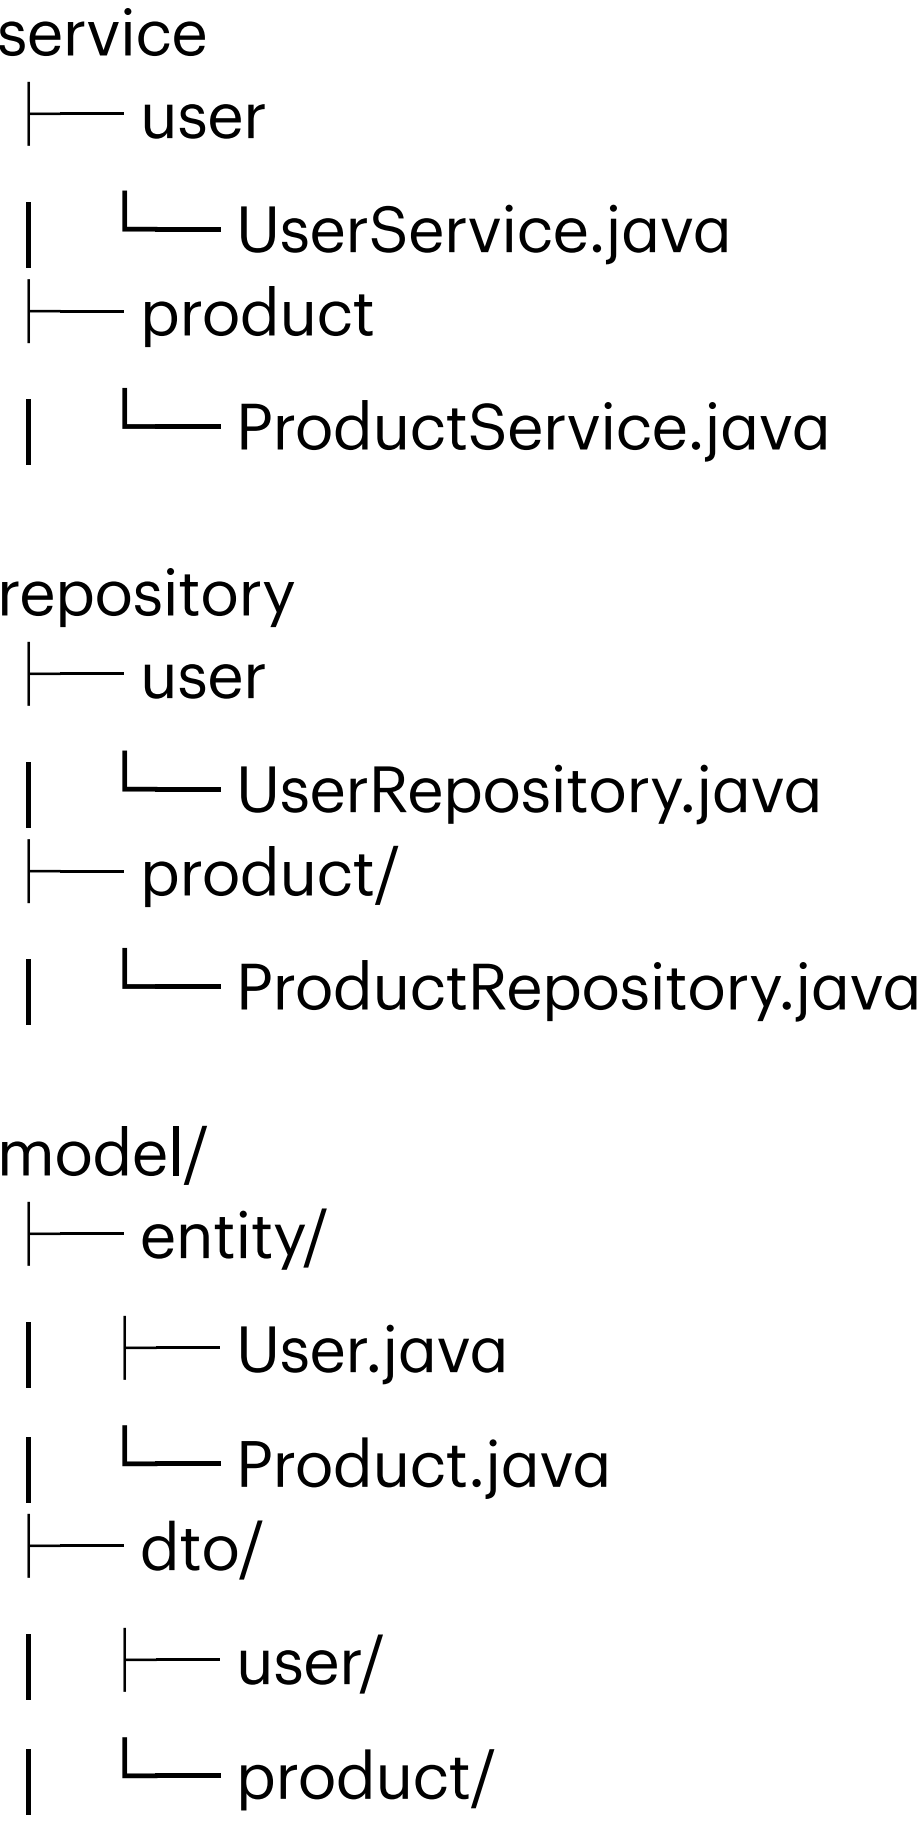 service
├── user
│   └── UserService.java
├── product
│   └── ProductService.java
repository
├── user
│   └── UserRepository.java
├── product/
│   └── ProductRepository.java
model/
├── entity/
│   ├── User.java
│   └── Product.java
├── dto/
│   ├── user/
│   └── product/